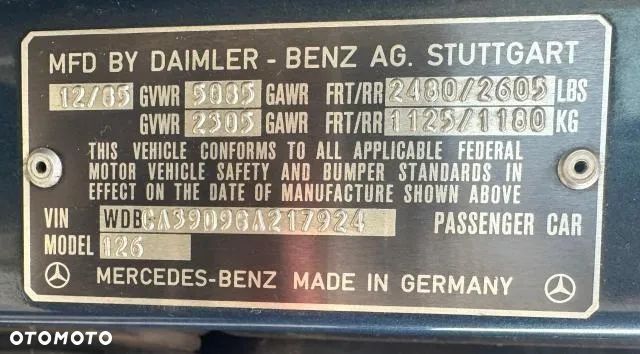 MFD BY DAIMLER - BENZ AG. STUTTGART
12/85 GVWR 5085 GAWR FRT/RR 2480/2605 LBS
GVWR 2305 GAWR FRT/RR 1125/1180 KG
THIS VEHICLE CONFORMS TO ALL APPLICABLE FEDERAL
MOTOR VEHICLE SAFETY AND BUMPER STANDARDS IN
EFFECT ON THE DATE OF MANUFACTURE SHOWN ABOVE
VIN WDBCA39D9GA217924 PASSENGER CAR
MODEL 126
MERCEDES-BENZ MADE IN GERMANY
OTOMOTO